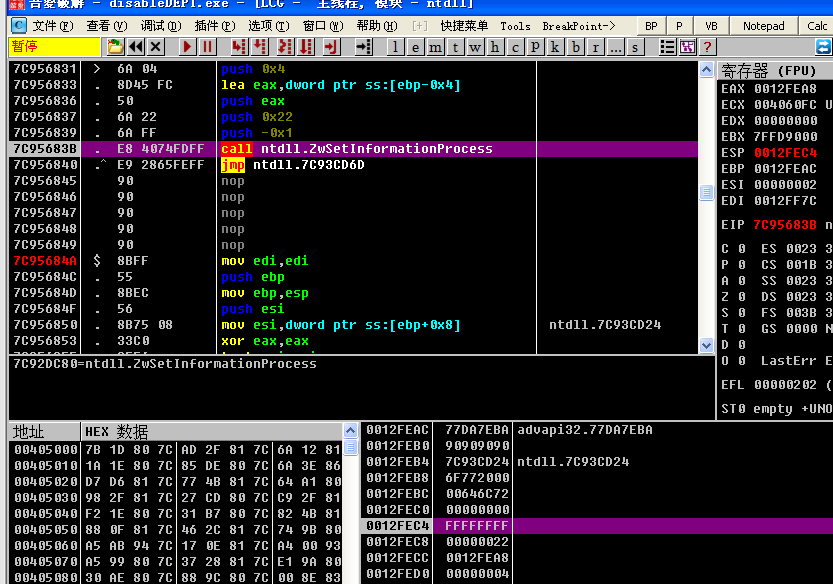 吾爱破解 - disableDEP1.exe - [LCG - 主线程, 模块 - ntdll]
文件(F) 查看(V) 调试(D) 插件(P) 选项(T) 窗口(W) 帮助(H) [+] 快捷菜单 Tools BreakPoint-> BP P VB Notepad Calc
暂停 l e m t w h c p k b r ... s ?
7C956831 > 6A 04 push 0x4
7C956833 . 8D45 FC lea eax,dword ptr ss:[ebp-0x4]
7C956836 . 50 push eax
7C956837 . 6A 22 push 0x22
7C956839 . 6A FF push -0x1
7C95683B . E8 4074FDFF call ntdll.ZwSetInformationProcess
7C956840 .^ E9 2865FEFF jmp ntdll.7C93CD6D
7C956845 90 nop
7C956846 90 nop
7C956847 90 nop
7C956848 90 nop
7C956849 90 nop
7C95684A $ 8BFF mov edi,edi
7C95684C . 55 push ebp
7C95684D . 8BEC mov ebp,esp
7C95684F . 56 push esi
7C956850 . 8B75 08 mov esi,dword ptr ss:[ebp+0x8] ntdll.7C93CD24
7C956853 . 33C0 xor eax,eax
7C92DC80=ntdll.ZwSetInformationProcess
寄存器 (FPU)
EAX 0012FEA8
ECX 004060FC U
EDX 00000000
EBX 7FFD9000
ESP 0012FEC4
EBP 0012FEAC
ESI 00000002
EDI 0012FF7C
EIP 7C95683B n
C 0 ES 0023 3
P 0 CS 001B 3
A 0 SS 0023 3
Z 0 DS 0023 3
S 0 FS 003B 3
T 0 GS 0000 N
D 0
O 0 LastErr E
EFL 00000202 (
ST0 empty +UNO
地址 HEX 数据
00405000 7B 1D 80 7C AD 2F 81 7C 6A 12 81
00405010 1A 1E 80 7C 85 DE 80 7C 6A 3E 86
00405020 D7 D6 81 7C 77 4B 81 7C 64 A1 80
00405030 98 2F 81 7C 27 CD 80 7C C9 2F 81
00405040 F2 1E 80 7C 31 B7 80 7C 82 4B 81
00405050 88 0F 81 7C 46 2C 81 7C 74 9B 80
00405060 A5 AB 94 7C 17 0E 81 7C A4 00 93
00405070 A5 99 80 7C 37 28 81 7C E1 9A 80
00405080 30 AE 80 7C 88 9C 80 7C 00 8E 83
0012FEAC 77DA7EBA advapi32.77DA7EBA
0012FEB0 90909090
0012FEB4 7C93CD24 ntdll.7C93CD24
0012FEB8 6F772000
0012FEBC 00646C72
0012FEC0 00000000
0012FEC4 FFFFFFFF
0012FEC8 00000022
0012FECC 0012FEA8
0012FED0 00000004